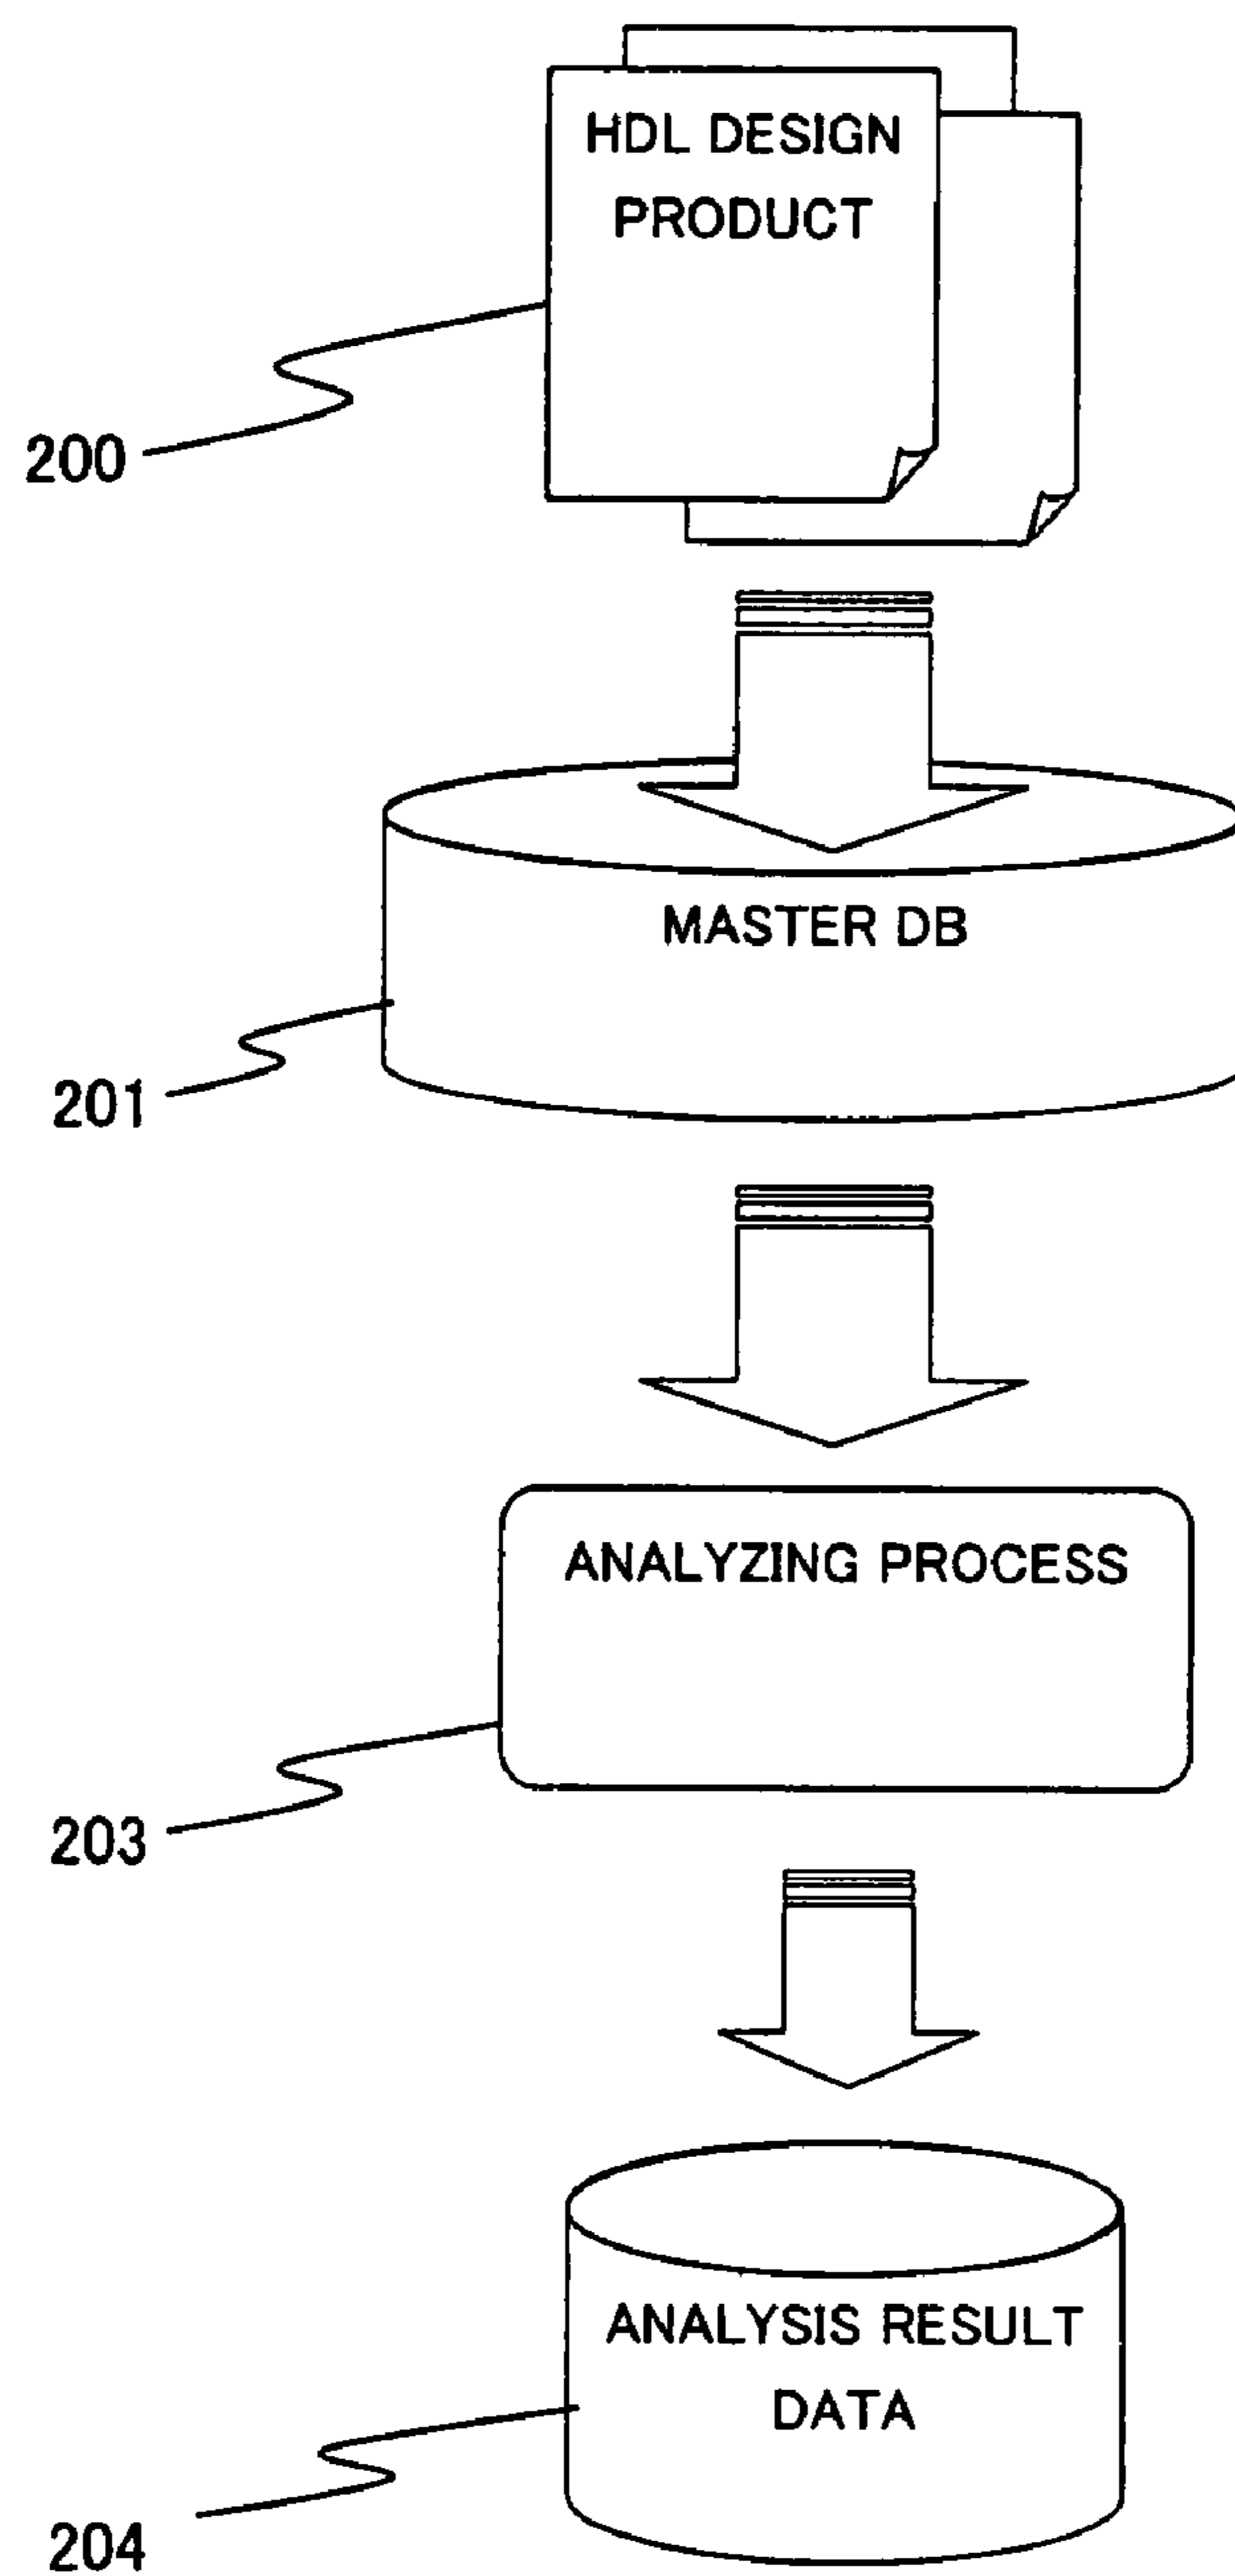 HDL DESIGN
PRODUCT
200
MASTER DB
201
ANALYZING PROCESS
203
ANALYSIS RESULT
DATA
204